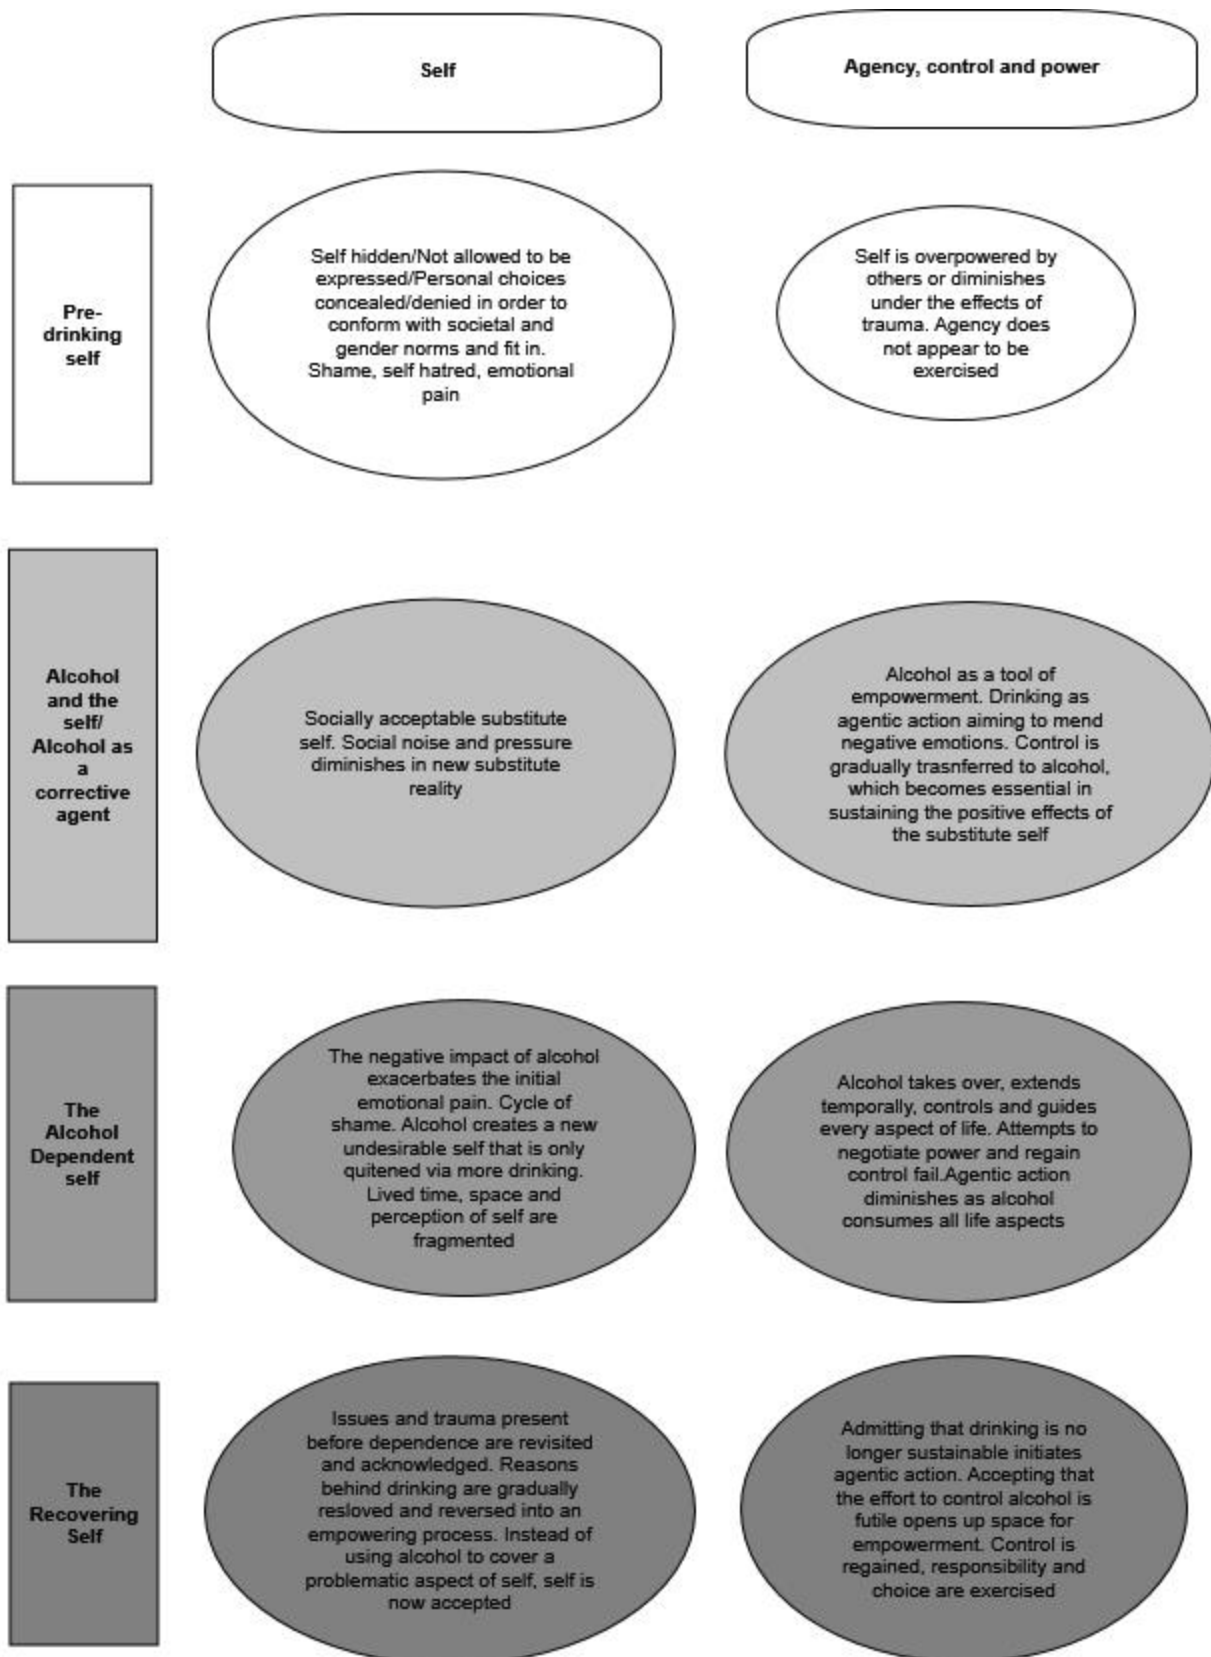 Self
Agency, control and power
Pre-
drinking
self
Self hidden/Not allowed to be
expressed/Personal choices
concealed/denied in order to
conform with societal and
gender norms and fit in.
Shame, self hatred, emotional
pain
Self is overpowered by
others or diminishes
under the effects of
trauma. Agency does
not appear to be
exercised
Alcohol
and the
self/
Alcohol as
a
corrective
agent
Socially acceptable substitute
self. Social noise and pressure
diminishes in new substitute
reality
Alcohol as a tool of
empowerment. Drinking as
agentic action aiming to mend
negative emotions. Control is
gradually trasnferred to alcohol,
which becomes essential in
sustaining the positive effects of
the substitute self
The
Alcohol
Dependent
self
The negative impact of alcohol
exacerbates the initial
emotional pain. Cycle of
shame. Alcohol creates a new
undesirable self that is only
quitened via more drinking.
Lived time, space and
perception of self are
fragmented
Alcohol takes over, extends
temporally, controls and guides
every aspect of life. Attempts to
negotiate power and regain
control fail.Agentic action
diminishes as alcohol
consumes all life aspects
The
Recovering
Self
Issues and trauma present
before dependence are revisited
and acknowledged. Reasons
behind drinking are gradually
resloved and reversed into an
empowering process. Instead of
using alcohol to cover a
problematic aspect of self, self is
now accepted
Admitting that drinking is no
longer sustainable initiates
agentic action. Accepting that
the effort to control alcohol is
futile opens up space for
empowerment. Control is
regained, responsibility and
choice are exercised